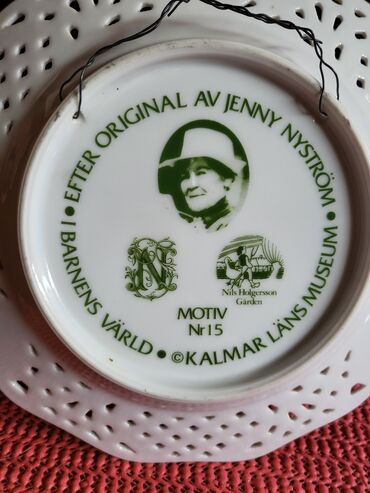 • EFTER ORIGINAL AV JENNY NYSTRÖM •
I BARNENS VÄRLD • © KALMAR LÄNS MUSEUM •
N
Nils Holgersson
Gården
MOTIV
Nr 15